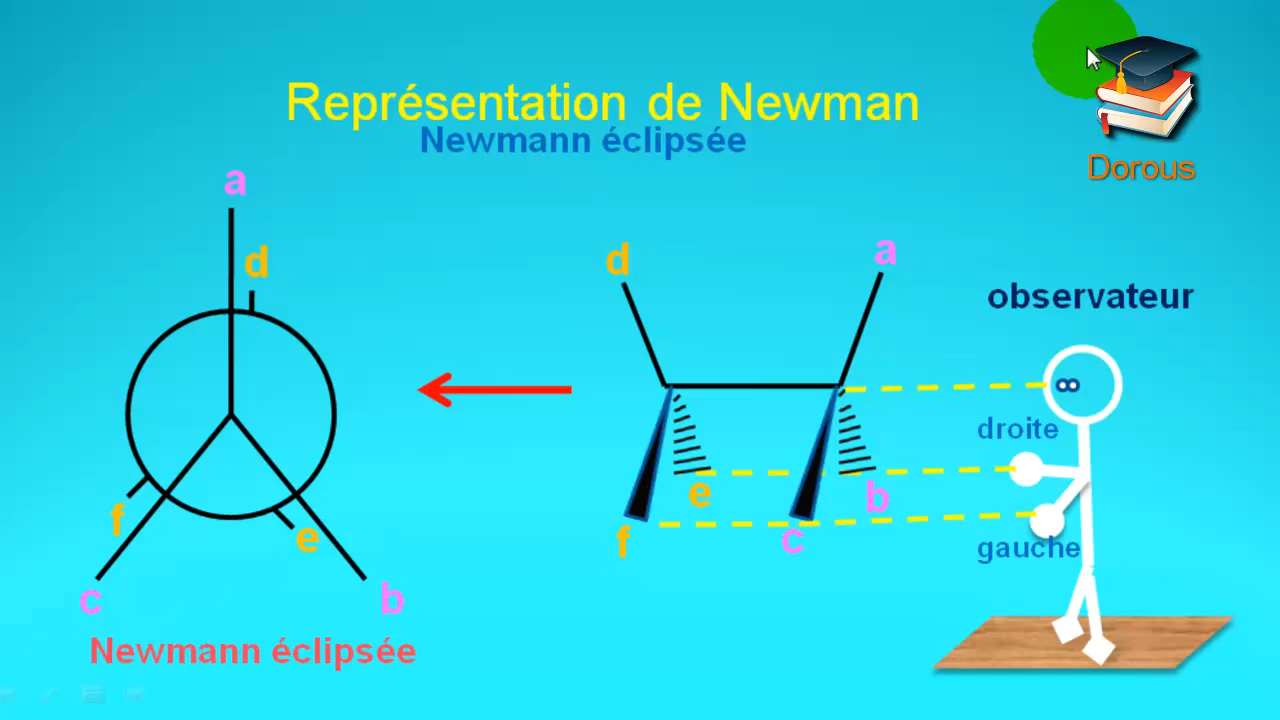 Représentation de Newman
Newmann éclipsée
Dorous
a
d
f
e
c
b
Newmann éclipsée
d
a
e
b
f
c
observateur
droite
gauche